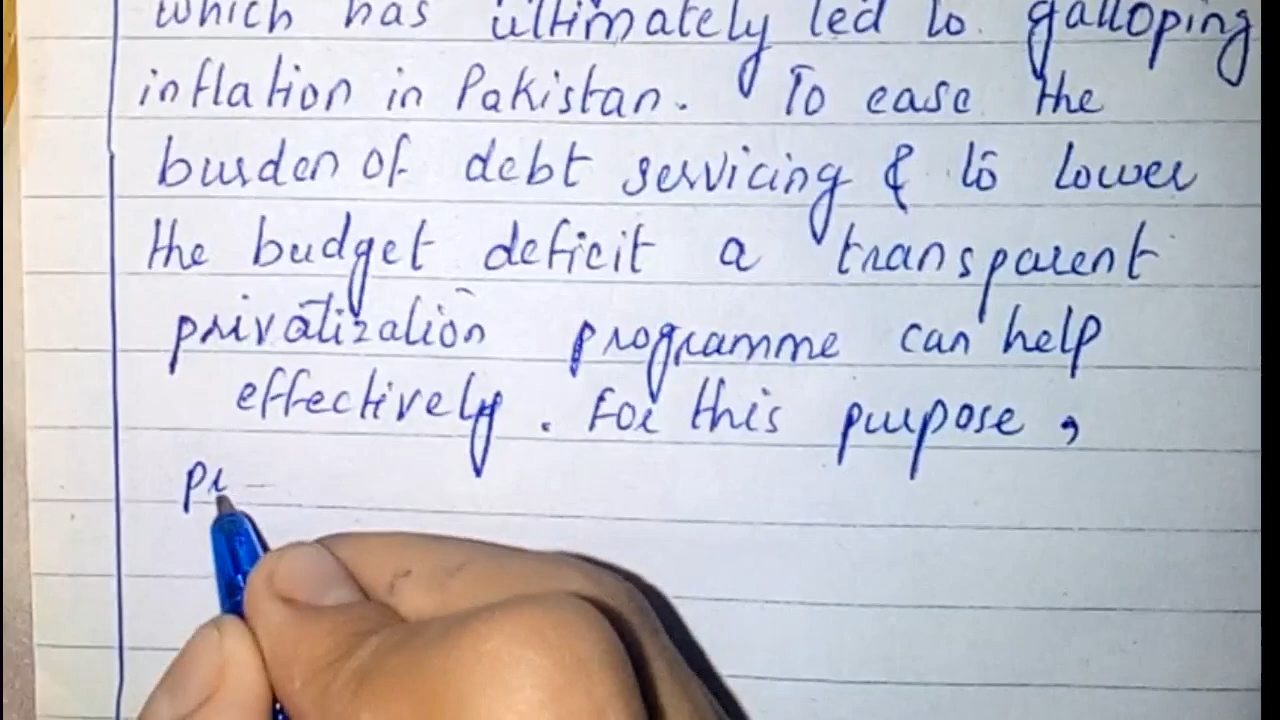 which has ultimately led to galloping
inflation in Pakistan. To ease the
burden of debt servicing & to lower
the budget deficit a transparent
privatization programme can help
effectively. For this purpose,
pr